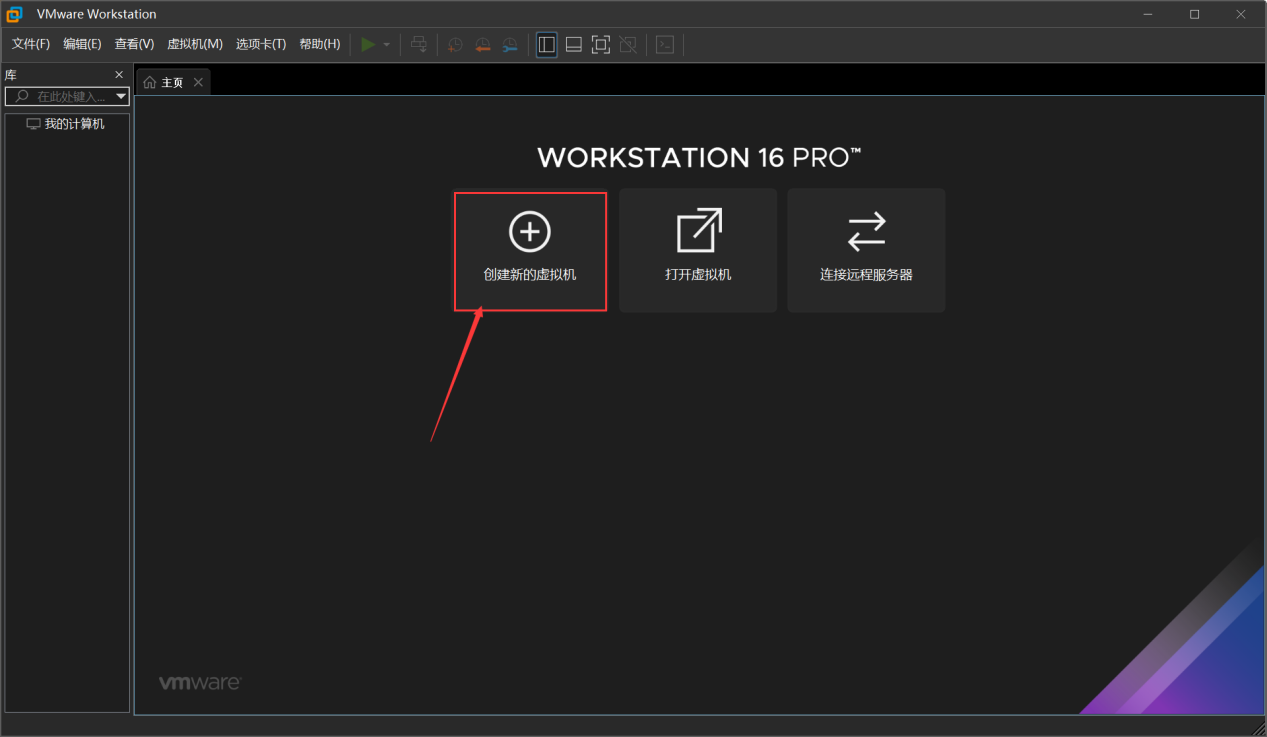 VMware Workstation
文件(F) 编辑(E) 查看(V) 虚拟机(M) 选项卡(T) 帮助(H)
库
主页
在此处键入...
我的计算机
WORKSTATION 16 PRO™
创建新的虚拟机 打开虚拟机 连接远程服务器
vmware